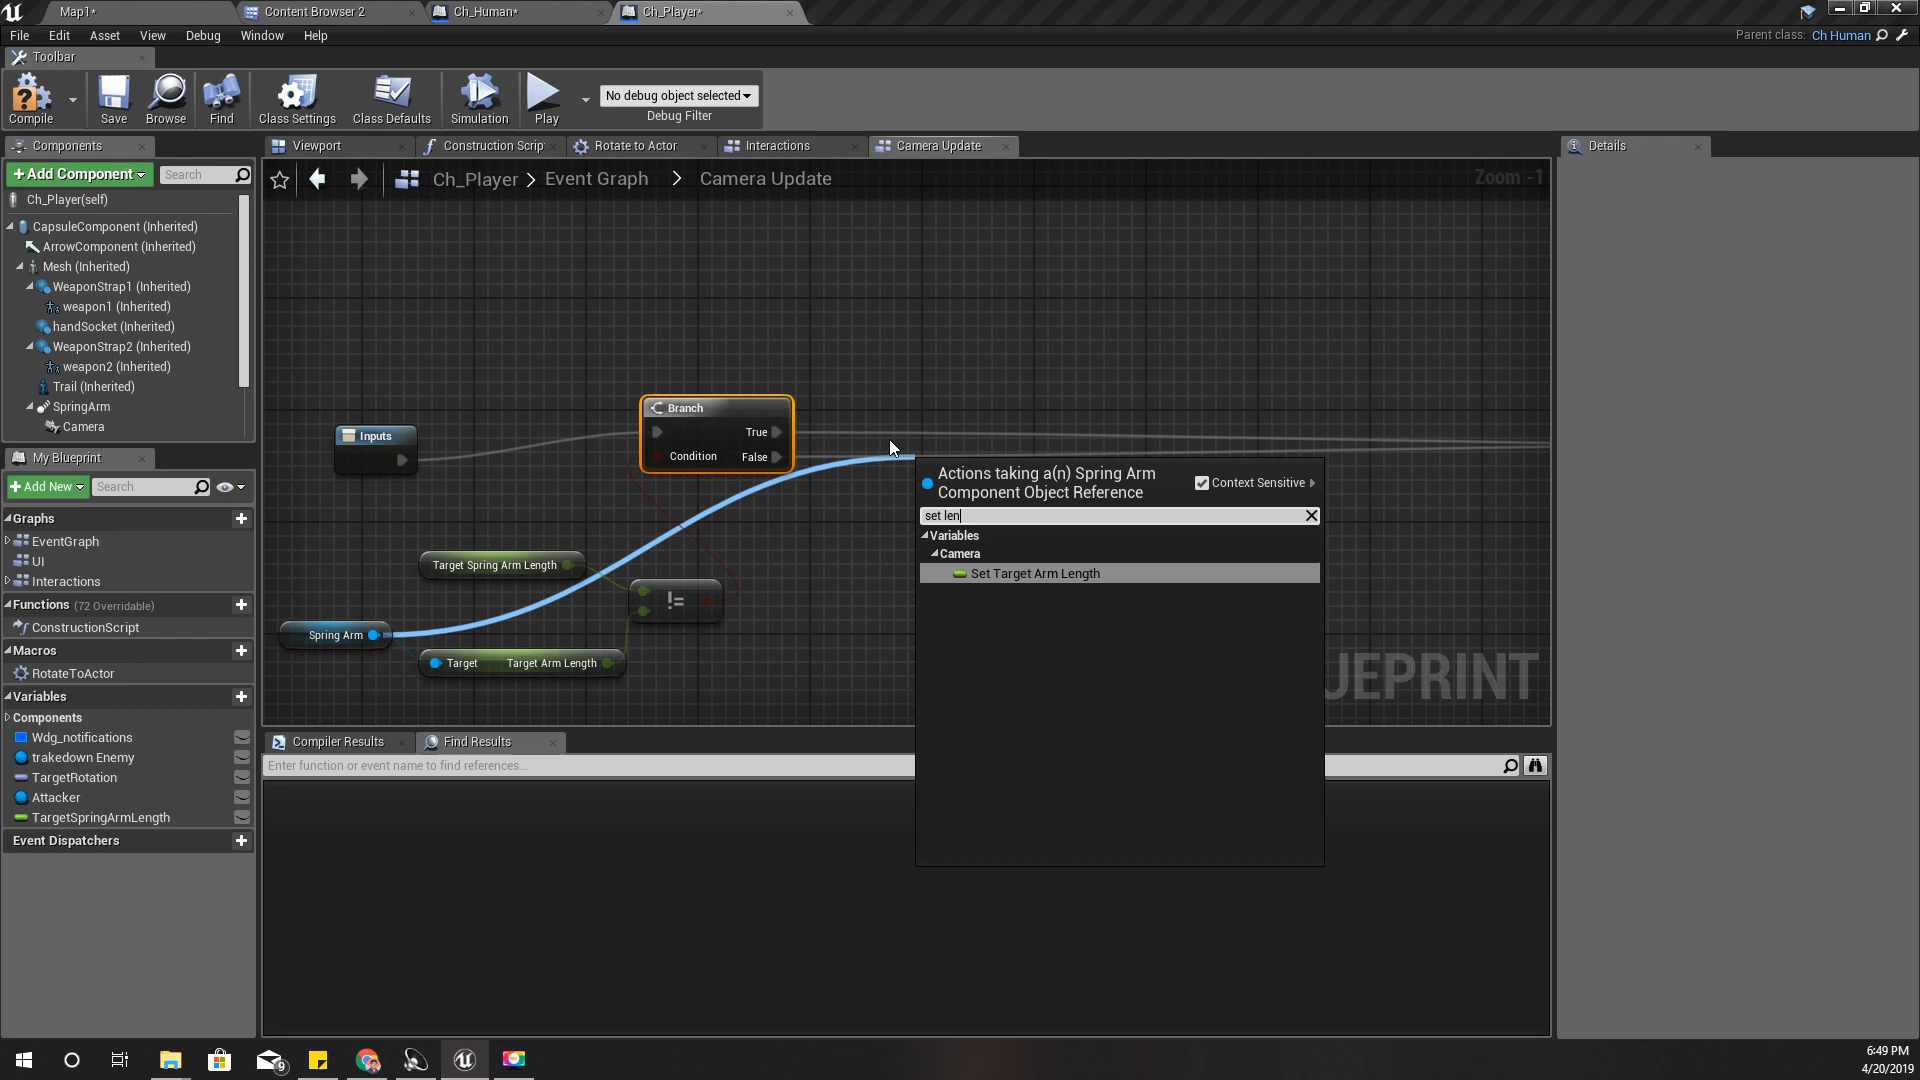 Map1*
Content Browser 2
Ch_Human*
Ch_Player*
File Edit Asset View Debug Window Help
Parent class: Ch Human
Toolbar
Compile
Save
Browse
Find
Class Settings
Class Defaults
Simulation
Play
No debug object selected
Debug Filter
Components
+Add Component
Search
Ch_Player(self)
CapsuleComponent (Inherited)
ArrowComponent (Inherited)
Mesh (Inherited)
WeaponStrap1 (Inherited)
weapon1 (Inherited)
handSocket (Inherited)
WeaponStrap2 (Inherited)
weapon2 (Inherited)
Trail (Inherited)
SpringArm
Camera
My Blueprint
+Add New
Search
Graphs
EventGraph
UI
Interactions
Functions (72 Overridable)
ConstructionScript
Macros
RotateToActor
Variables
Components
Wdg_notifications
trakedown Enemy
TargetRotation
Attacker
TargetSpringArmLength
Event Dispatchers
Viewport
Construction Scrip
Rotate to Actor
Interactions
Camera Update
Ch_Player > Event Graph > Camera Update
Zoom -1
Inputs
Branch
True
Condition False
Target Spring Arm Length
!=
Spring Arm
Target Target Arm Length
UEPRINT
Actions taking a(n) Spring Arm
Component Object Reference
Context Sensitive
set len
Variables
Camera
Set Target Arm Length
Compiler Results
Find Results
Enter function or event name to find references...
Details
9
6:49 PM
4/20/2019